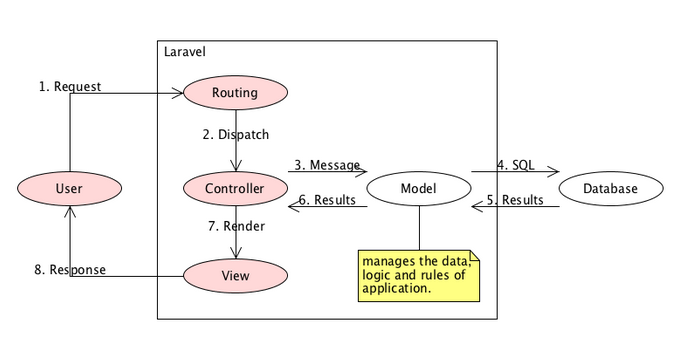 Laravel
1. Request
Routing
2. Dispatch
3. Message
4. SQL
User
Controller
Model
Database
6. Results
5. Results
7. Render
manages the data,
logic and rules of
application.
8. Response
View